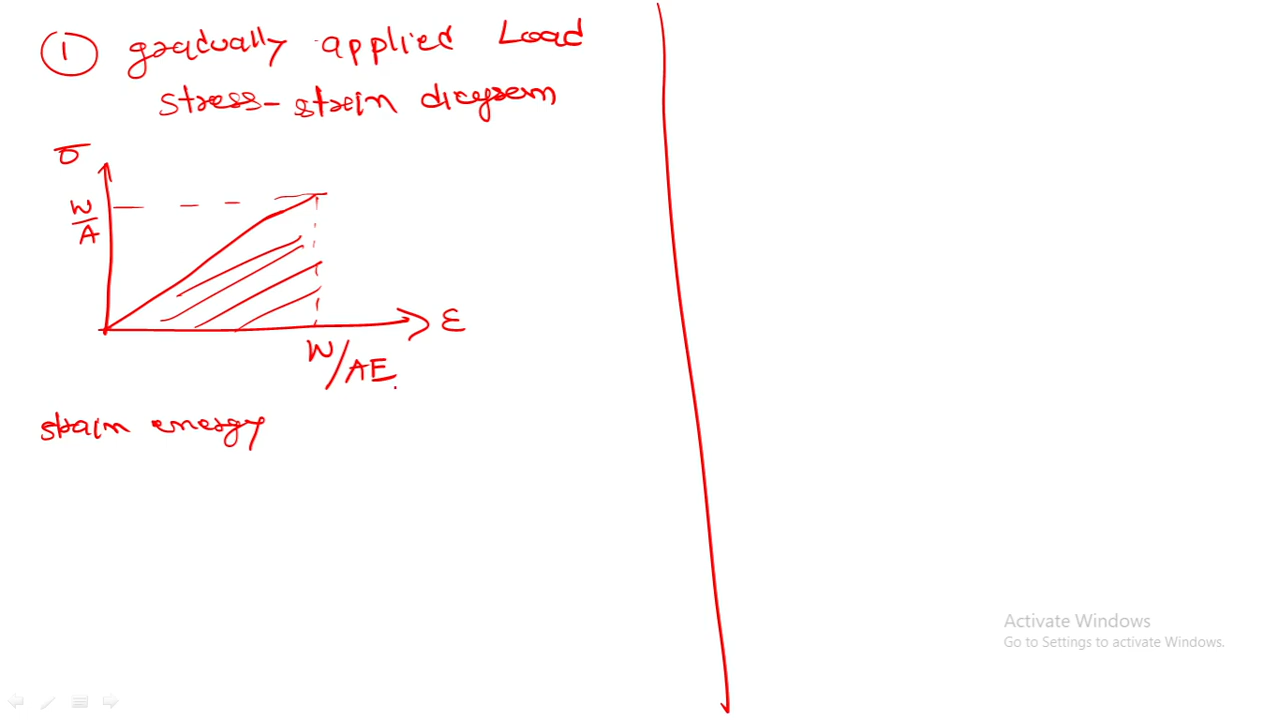 ① gradually applied Load
stress-strain diagram
σ
W/A
ε
W/AE.
strain energy
Activate Windows
Go to Settings to activate Windows.